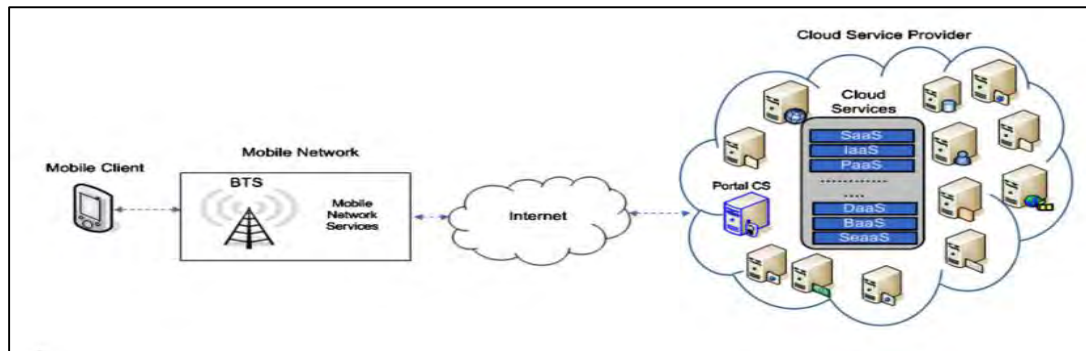 Cloud Service Provider
Cloud
Services
SaaS
IaaS
PaaS
............
....
DaaS
BaaS
SeaaS
Portal CS
Mobile Client
Mobile Network
BTS
Mobile
Network
Services
Internet